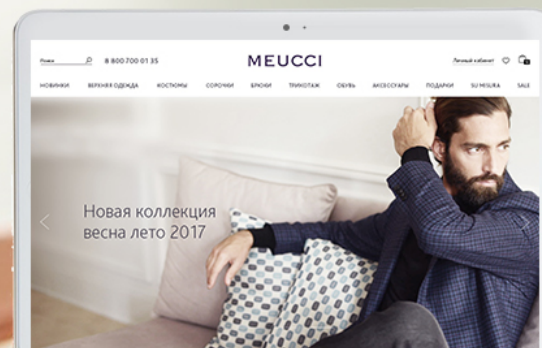 Поиск
8 800 700 01 35
MEUCCI
Личный кабинет
НОВИНКИ ВЕРХНЯЯ ОДЕЖДА КОСТЮМЫ СОРОЧКИ БРЮКИ ТРИКОТАЖ ОБУВЬ АКСЕССУАРЫ ПОДАРКИ SU MISURA SALE
Новая коллекция
весна лето 2017